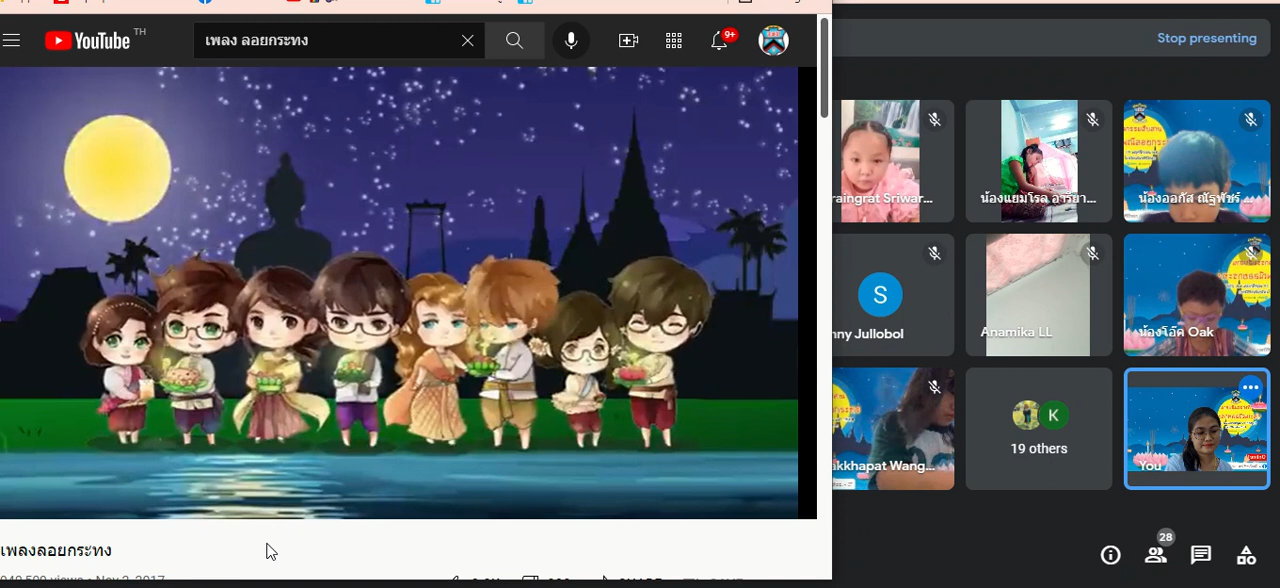 YouTube TH
เพลง ลอยกระทง
9+
Stop presenting
raingrat Sriwar...
น้องแยมโรล อาริยา...
น้องออกัส ณัฐพัชร์ ...
S
nny Jullobol
Anamika LL
น้องโอ๊ค Oak
akkhapat Wang...
K
19 others
You
เพลงลอยกระทง
28